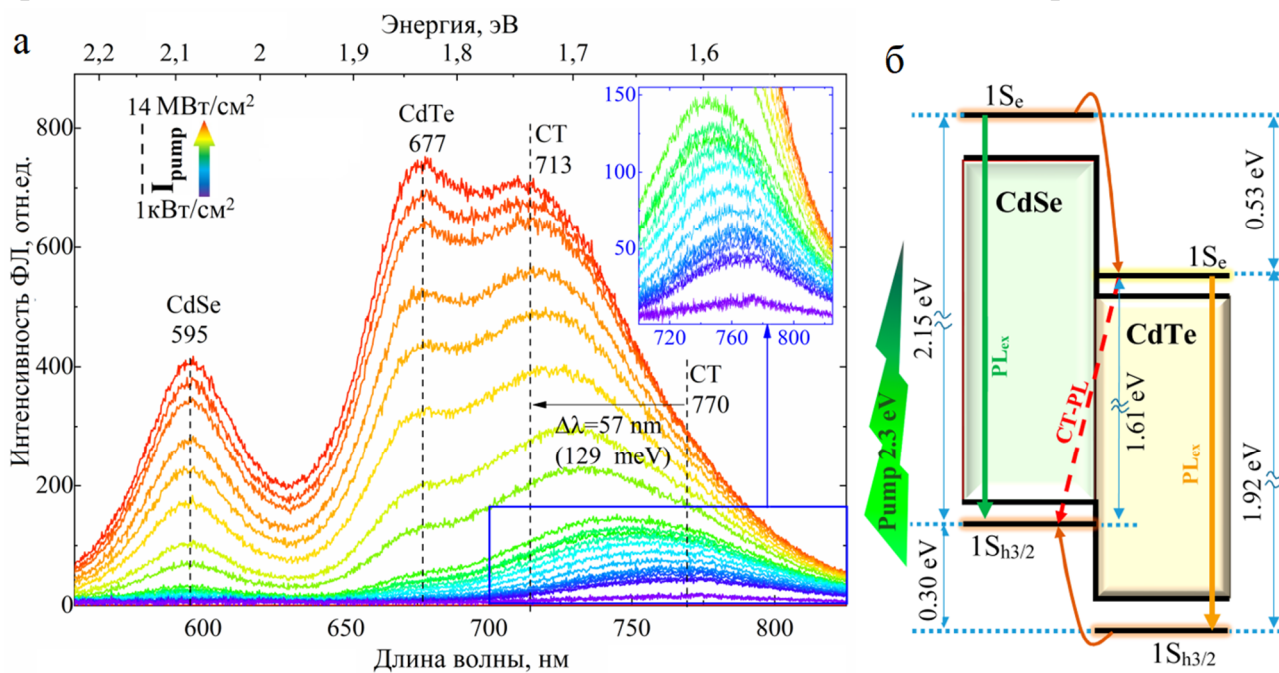 а
Энергия, эВ
2,2 2,1 2 1,9 1,8 1,7 1,6
Интенсивность ФЛ, отн.ед.
800
600
400
200
0
14 МВт/см²
Ipump
1кВт/см²
CdSe
595
CdTe
677
CT
713
CT
770
Δλ=57 nm
(129 meV)
150
100
50
720 760 800
600 650 700 750 800
Длина волны, нм
б
1Se
CdSe
0.53 eV
1Se
CdTe
2.15 eV
PLex
CT-PL
1.61 eV
PLex
1.92 eV
Pump 2.3 eV
1Sh3/2
0.30 eV
1Sh3/2